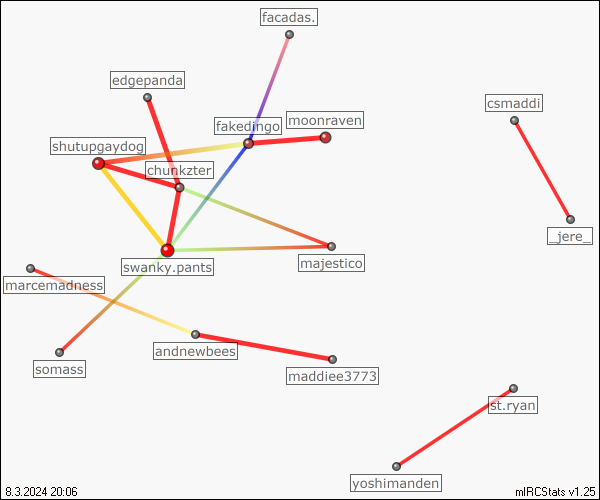 facadas.
edgepanda
csmaddi
moonraven
fakedingo
shutupgaydog
chunkzter
_jere_
majestico
swanky.pants
marcemadness
andnewbees
somass
maddiee3773
st.ryan
yoshimanden
8.3.2024 20:06
mIRCStats v1.25